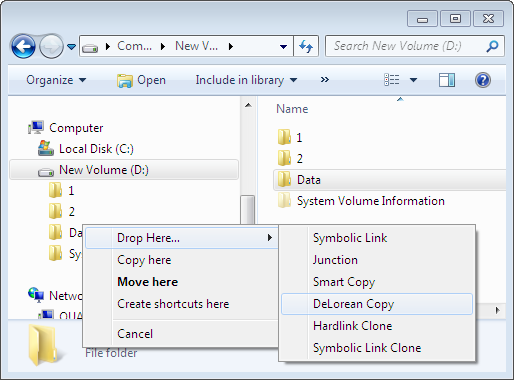 Com...
New V...
Search New Volume (D:)
Organize
Open
Include in library
»
Name
Computer
Local Disk (C:)
New Volume (D:)
1
2
Da
Sy
Netwo
QUA
1
2
Data
System Volume Information
Drop Here...
Copy here
Move here
Create shortcuts here
Cancel
Symbolic Link
Junction
Smart Copy
DeLorean Copy
Hardlink Clone
Symbolic Link Clone
File folder